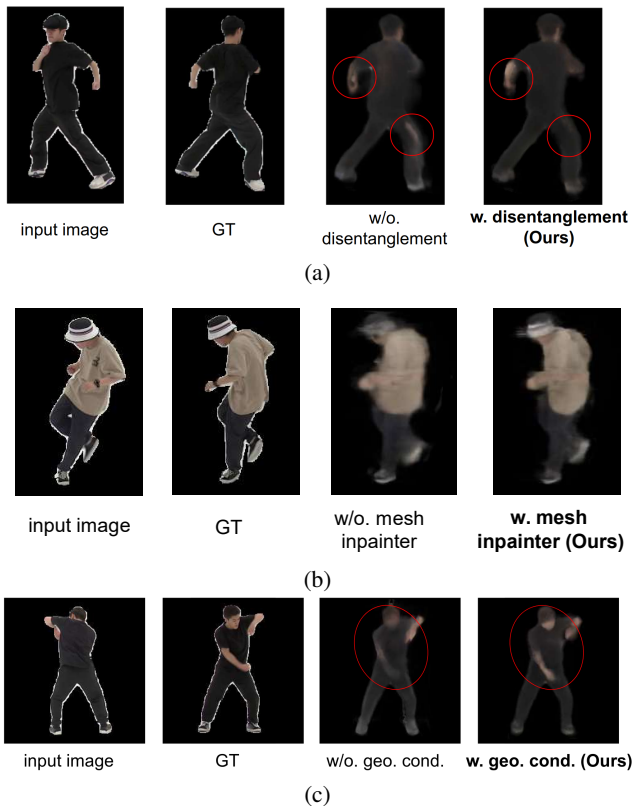 input image
GT
w/o.
disentanglement
w. disentanglement
(Ours)
(a)
input image
GT
w/o. mesh
inpainter
w. mesh
inpainter (Ours)
(b)
input image
GT
w/o. geo. cond.
w. geo. cond. (Ours)
(c)